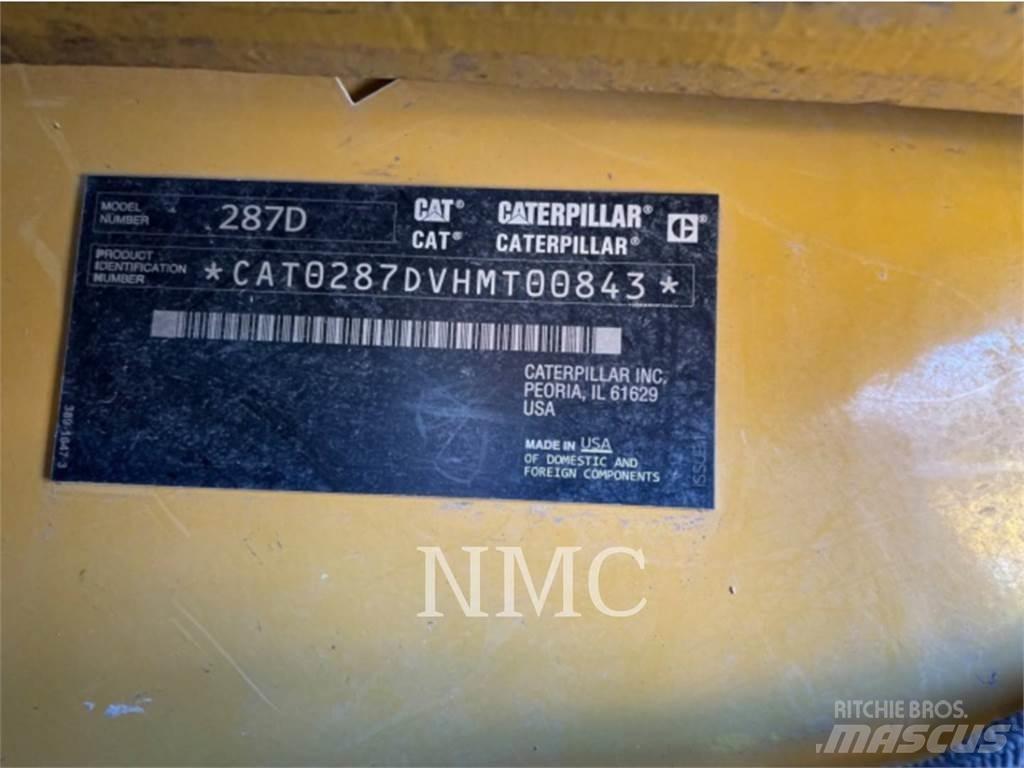 MODEL NUMBER 287D
CAT® CATERPILLAR®
CAT® CATERPILLAR®
PRODUCT IDENTIFICATION NUMBER *CAT0287DVHMT00843*
CATERPILLAR INC.
PEORIA, IL 61629
USA
MADE IN USA
OF DOMESTIC AND
FOREIGN COMPONENTS
NMC
RITCHIE BROS.
MASCUS